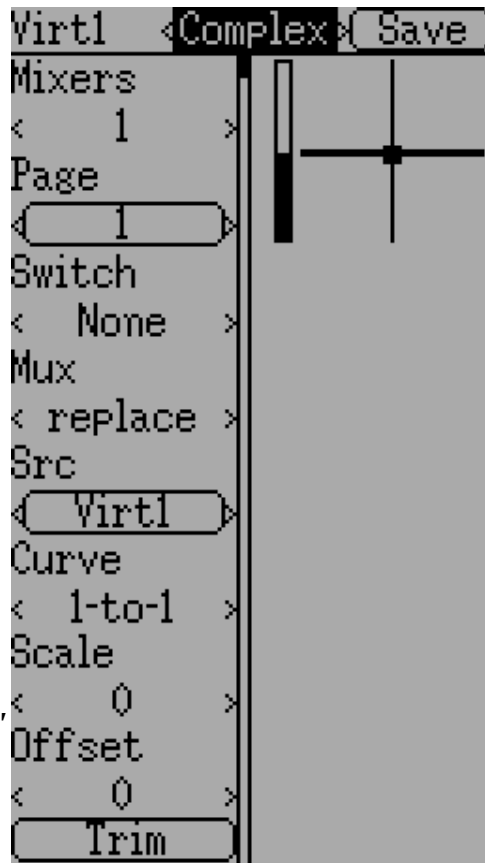 Virt1 <Complex> Save
Mixers
< 1 >
Page
< 1 >
Switch
< None >
Mux
< replace >
Src
< Virt1 >
Curve
< 1-to-1 >
Scale
< 0 >
Offset
< 0 >
Trim